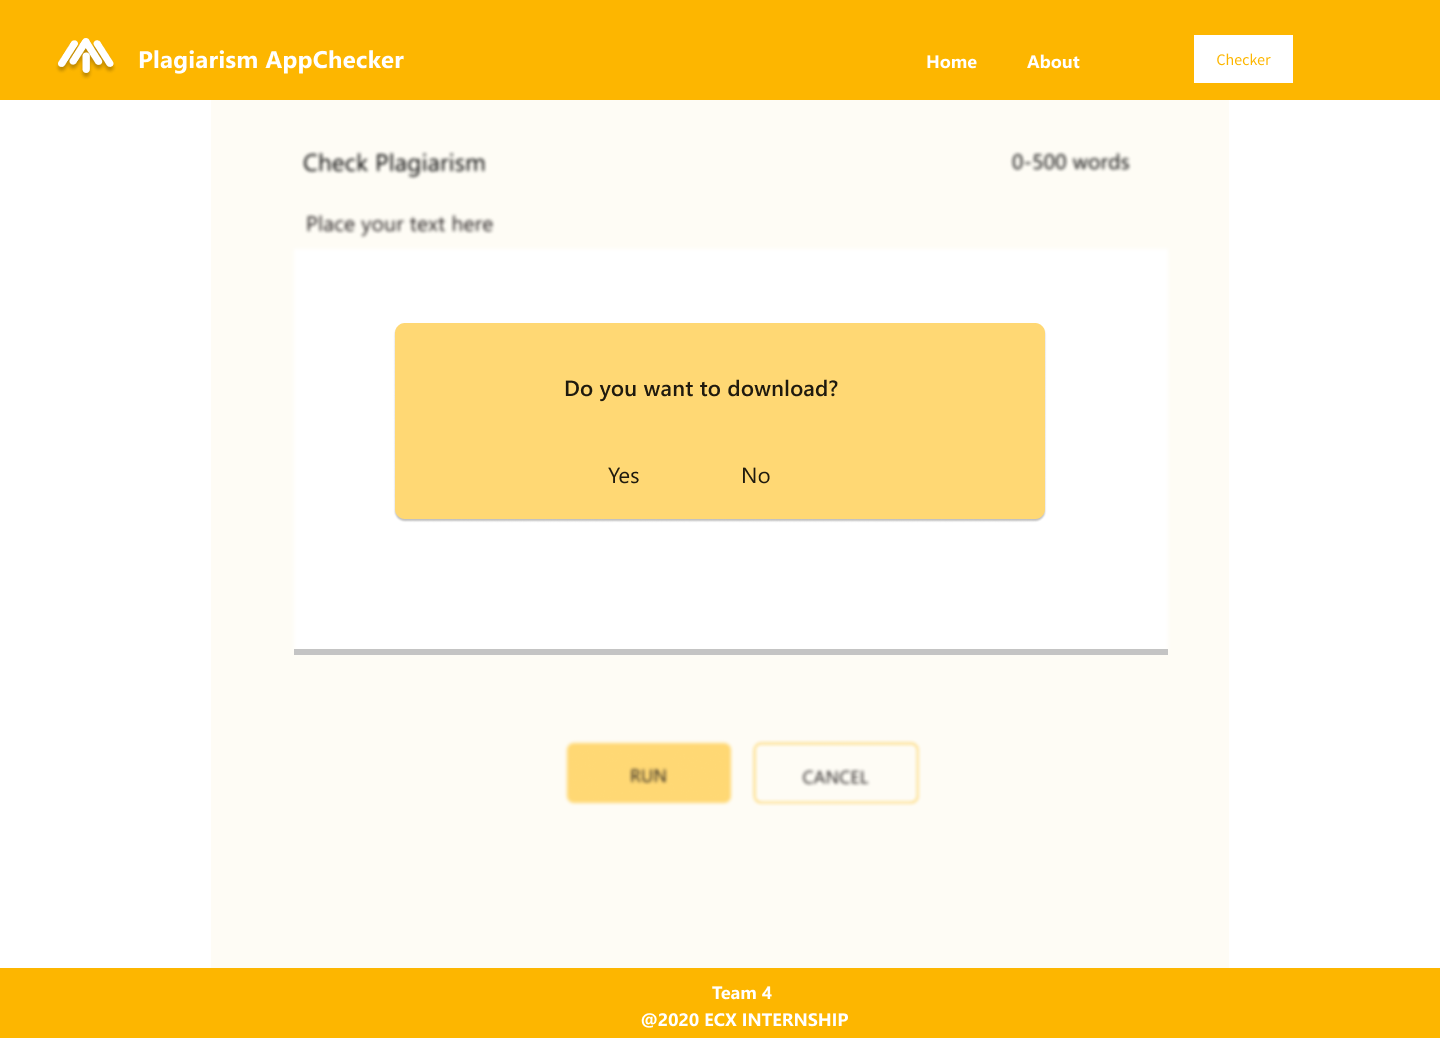 Plagiarism AppChecker
Home About Checker
Check Plagiarism 0-500 words
Place your text here
Do you want to download?
Yes No
RUN CANCEL
Team 4
@2020 ECX INTERNSHIP